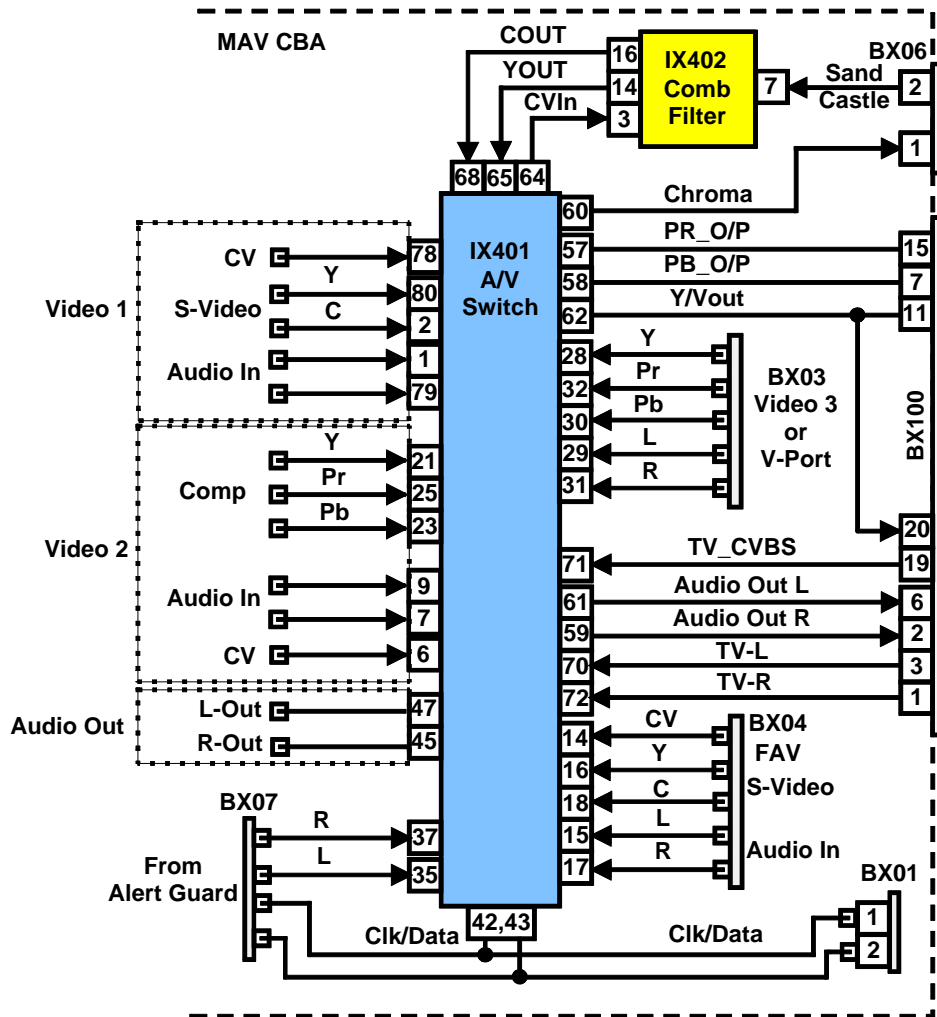 MAV CBA
COUT
16
IX402
Comb
Filter
BX06
YOUT
14
7
Sand
Castle
2
CVIn
3
1
68
65
64
Chroma
60
IX401
A/V
Switch
Video 1
CV
78
S-Video
Y
80
C
2
Audio In
1
79
57
PR_O/P
15
58
PB_O/P
7
62
Y/Vout
11
28
Y
32
Pr
30
Pb
29
L
31
R
BX03
Video 3
or
V-Port
BX100
Video 2
Comp
Y
21
Pr
25
Pb
23
Audio In
9
7
CV
6
20
71
TV_CVBS
19
61
Audio Out L
6
59
Audio Out R
2
70
TV-L
3
72
TV-R
1
Audio Out
L-Out
47
R-Out
45
14
CV
16
Y
18
C
15
L
17
R
BX04
FAV
S-Video
Audio In
BX07
From
Alert Guard
R
37
L
35
42,43
Clk/Data
Clk/Data
BX01
1
2